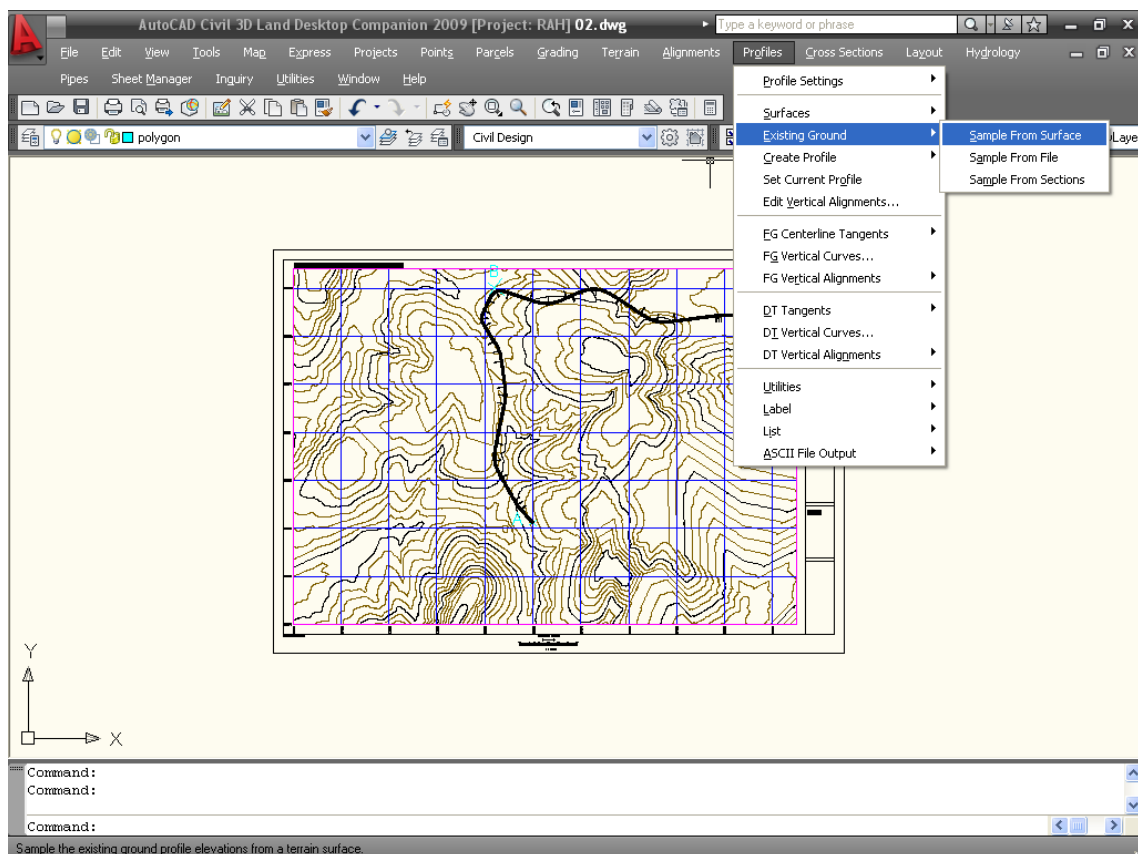 AutoCAD Civil 3D Land Desktop Companion 2009 [Project: RAH] 02.dwg
Type a keyword or phrase
File Edit View Tools Map Express Projects Points Parcels Grading Terrain Alignments Profiles Cross Sections Layout Hydrology
Pipes Sheet Manager Inquiry Utilities Window Help
polygon
Civil Design
Profile Settings
Surfaces
Existing Ground
Create Profile
Set Current Profile
Edit Vertical Alignments...
FG Centerline Tangents
FG Vertical Curves...
FG Vertical Alignments
DT Tangents
DT Vertical Curves...
DT Vertical Alignments
Utilities
Label
List
ASCII File Output
Sample From Surface
Sample From File
Sample From Sections
Laye
B
A
Y
X
Command:
Command:
Command:
Sample the existing ground profile elevations from a terrain surface.